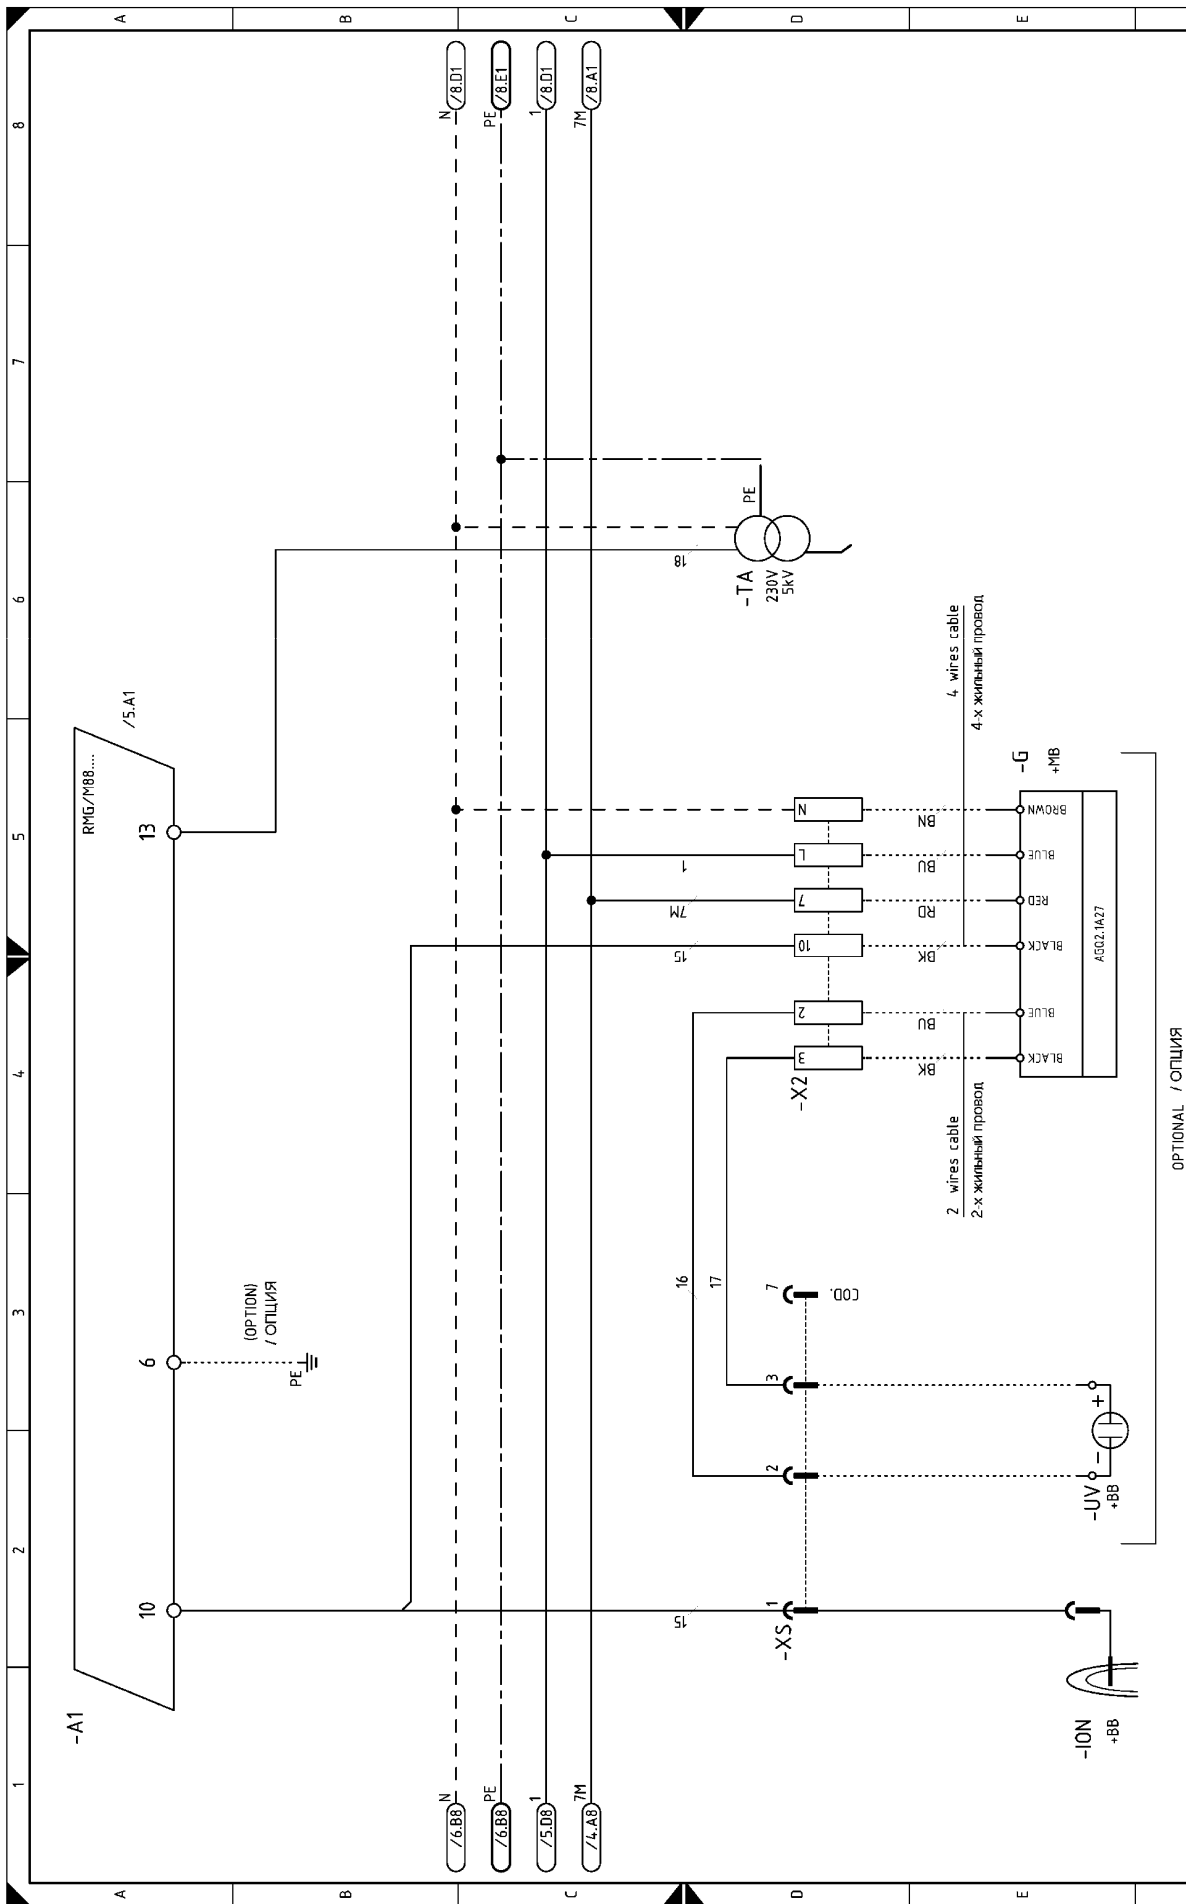 1
2
3
4
5
6
7
8
A
A
-A1
RMG/M88....
/5.A1
10
6
13
B
B
PE
(OPTION)
/ ОПЦИЯ
/6.B8
N
N
/8.D1
/6.B8
PE
PE
/8.E1
C
C
/5.D8
1
1
/8.D1
/4.A8
7M
7M
/8.A1
15
16
17
15
7M
1
18
D
D
-XS
1
2
3
7
COD.
-X2
3
2
10
7
L
N
-TA
230V
5kV
PE
BK
BU
BK
RD
BU
BN
2 wires cable
2-х жильный провод
4 wires cable
4-х жильный провод
E
E
-ION
+BB
-UV
+BB
-
+
BLACK
BLUE
BLACK
RED
BLUE
BROWN
-G
+MB
AGQ2.1A27
OPTIONAL / ОПЦИЯ